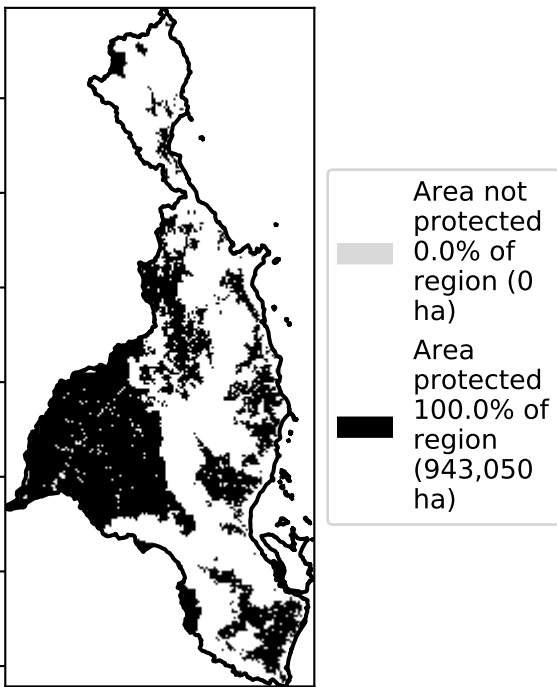 Area not
protected
0.0% of
region (0
ha)
Area
protected
100.0% of
region
(943,050
ha)